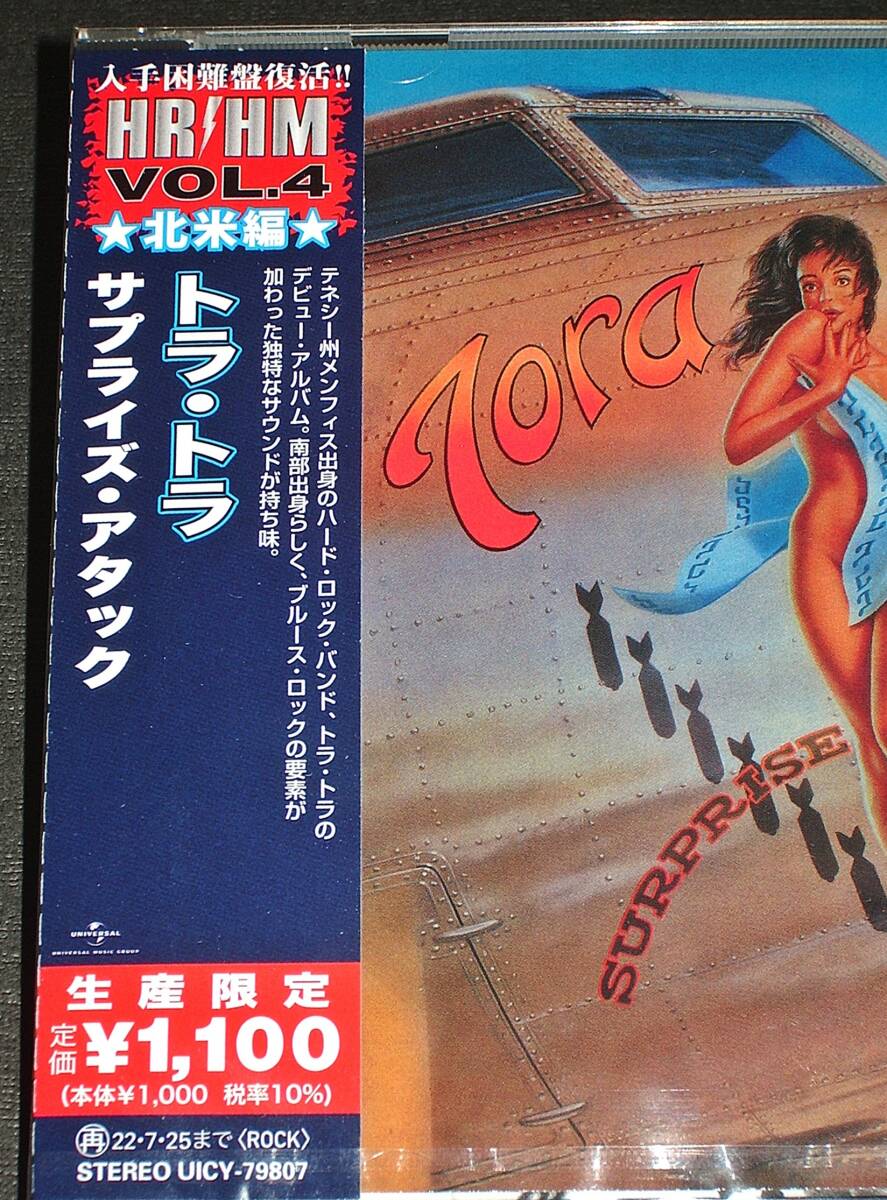 入手困難盤復活!!
HR/HM
VOL.4
★北米編★
トラ・トラ
サプライズ・アタック
テネシー州メンフィス出身のハード・ロック・バンド、トラ・トラの
デビュー・アルバム。南部出身らしく、ブルース・ロックの要素が
加わった独特なサウンドが持ち味。
UNIVERSAL
UNIVERSAL MUSIC GROUP
生産限定
定価 ¥1,100
(本体¥1,000 税率10%)
再 22・7・25まで〈ROCK〉
STEREO UICY-79807
Tora
SURPRISE